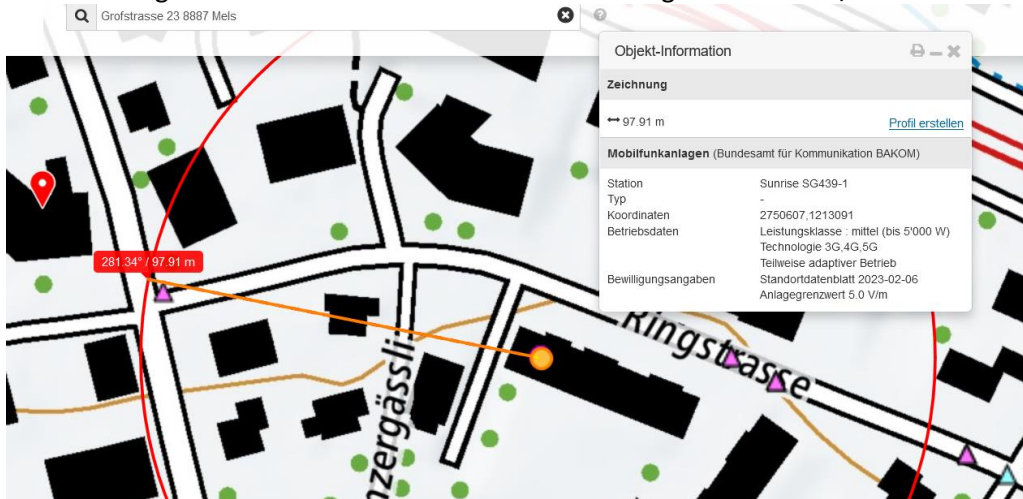 Grofstrasse 23 8887 Mels
Objekt-Information
Zeichnung
↔ 97.91 m
Profil erstellen
Mobilfunkanlagen (Bundesamt für Kommunikation BAKOM)
Station Sunrise SG439-1
Typ -
Koordinaten 2750607,1213091
Betriebsdaten Leistungsklasse : mittel (bis 5'000 W)
Technologie 3G,4G,5G
Teilweise adaptiver Betrieb
Bewilligungsangaben Standortdatenblatt 2023-02-06
Anlagegrenzwert 5.0 V/m
281.34° / 97.91 m
Ringstrasse
nzergässli